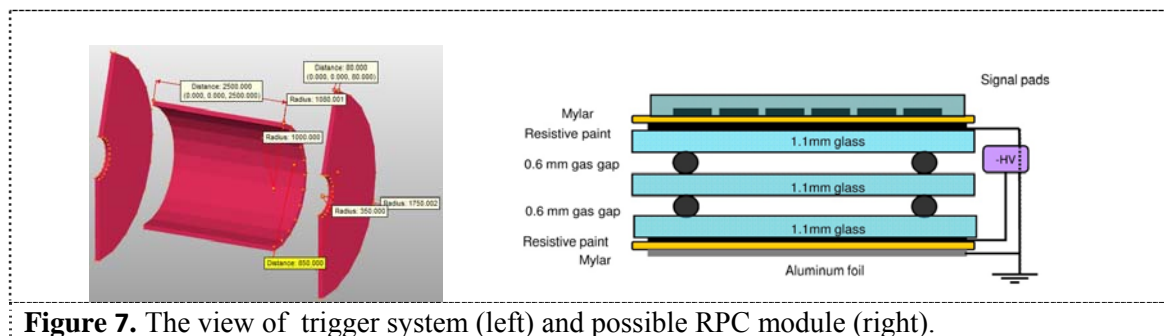 Distance: 2500.000
(0.000, 0.000, 2500.000)
Distance: 80.000
(0.000, 0.000, 80.000)
Radius: 1080.001
Radius: 1000.000
Radius: 1750.002
Radius: 350.000
Distance: 650.000
Signal pads
Mylar
Resistive paint
1.1mm glass
0.6 mm gas gap
-HV
1.1mm glass
0.6 mm gas gap
1.1mm glass
Resistive paint
Mylar
Aluminum foil
Figure 7. The view of trigger system (left) and possible RPC module (right).